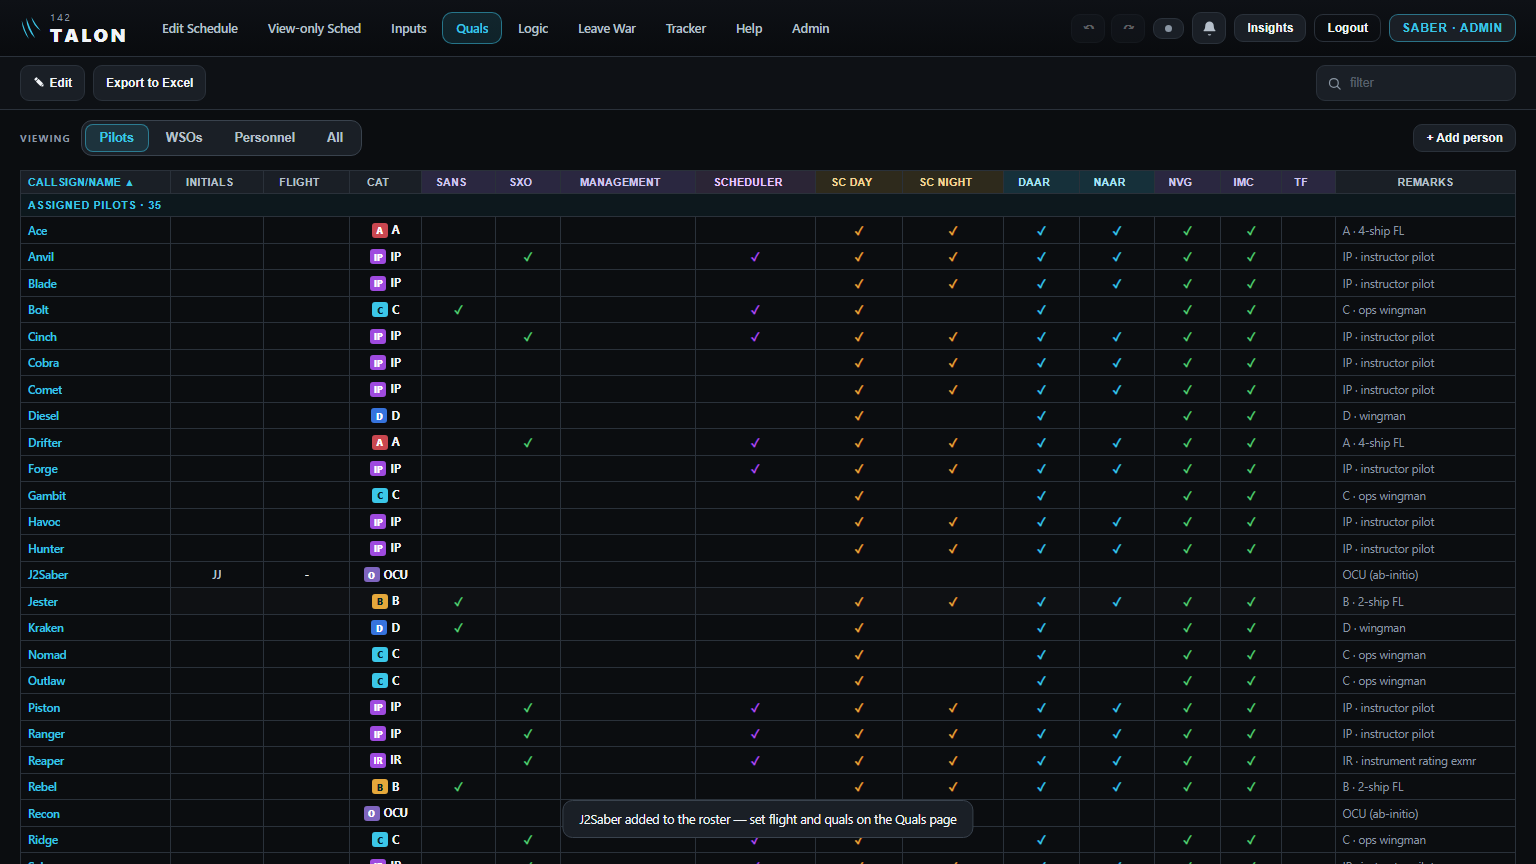 142
TALON
Edit Schedule View-only Sched Inputs Quals Logic Leave War Tracker Help Admin
Insights Logout SABER · ADMIN
✎ Edit Export to Excel
filter
VIEWING Pilots WSOs Personnel All
+ Add person
CALLSIGN/NAME ▲ INITIALS FLIGHT CAT SANS SXO MANAGEMENT SCHEDULER SC DAY SC NIGHT DAAR NAAR NVG IMC TF REMARKS
ASSIGNED PILOTS · 35
Ace A A ✓ ✓ ✓ ✓ ✓ ✓ A · 4-ship FL
Anvil IP IP ✓ ✓ ✓ ✓ ✓ ✓ ✓ ✓ IP · instructor pilot
Blade IP IP ✓ ✓ ✓ ✓ ✓ ✓ IP · instructor pilot
Bolt C C ✓ ✓ ✓ ✓ ✓ ✓ C · ops wingman
Cinch IP IP ✓ ✓ ✓ ✓ ✓ ✓ ✓ ✓ IP · instructor pilot
Cobra IP IP ✓ ✓ ✓ ✓ ✓ ✓ IP · instructor pilot
Comet IP IP ✓ ✓ ✓ ✓ ✓ ✓ IP · instructor pilot
Diesel D D ✓ ✓ ✓ ✓ D · wingman
Drifter A A ✓ ✓ ✓ ✓ ✓ ✓ ✓ ✓ A · 4-ship FL
Forge IP IP ✓ ✓ ✓ ✓ ✓ ✓ ✓ IP · instructor pilot
Gambit C C ✓ ✓ ✓ ✓ C · ops wingman
Havoc IP IP ✓ ✓ ✓ ✓ ✓ ✓ IP · instructor pilot
Hunter IP IP ✓ ✓ ✓ ✓ ✓ ✓ IP · instructor pilot
J2Saber JJ - O OCU OCU (ab-initio)
Jester B B ✓ ✓ ✓ ✓ ✓ ✓ ✓ B · 2-ship FL
Kraken D D ✓ ✓ ✓ ✓ ✓ D · wingman
Nomad C C ✓ ✓ ✓ ✓ C · ops wingman
Outlaw C C ✓ ✓ ✓ ✓ C · ops wingman
Piston IP IP ✓ ✓ ✓ ✓ ✓ ✓ ✓ ✓ IP · instructor pilot
Ranger IP IP ✓ ✓ ✓ ✓ ✓ ✓ ✓ ✓ IP · instructor pilot
Reaper IR IR ✓ ✓ ✓ ✓ ✓ ✓ ✓ ✓ IR · instrument rating exmr
Rebel B B ✓ ✓ ✓ ✓ ✓ ✓ ✓ B · 2-ship FL
Recon O OCU OCU (ab-initio)
J2Saber added to the roster — set flight and quals on the Quals page
Ridge C C ✓ ✓ ✓ ✓ ✓ ✓ C · ops wingman